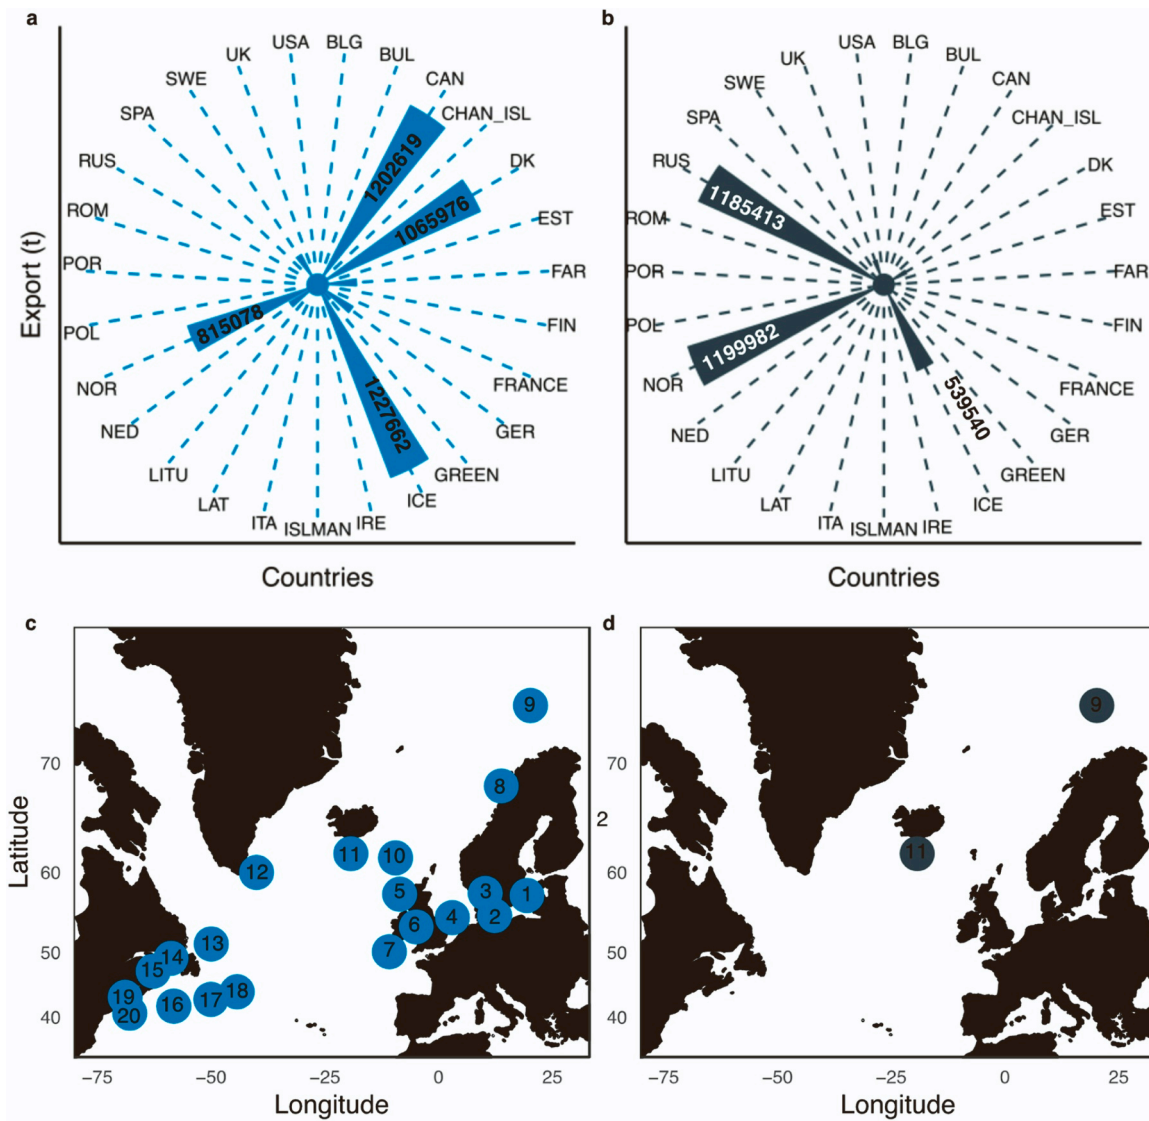 a
USA
BLG
UK
BUL
SWE
CAN
SPA
CHAN_ISL
RUS
DK
ROM
EST
POR
FAR
POL
FIN
NOR
FRANCE
NED
GER
LITU
GREEN
LAT
ICE
ITA
ISLMAN
IRE
1202619
1065976
815078
1227662
Export (t)
Countries
b
USA
BLG
UK
BUL
SWE
CAN
SPA
CHAN_ISL
RUS
DK
ROM
EST
POR
FAR
POL
FIN
NOR
FRANCE
NED
GER
LITU
GREEN
LAT
ICE
ITA
ISLMAN
IRE
1185413
1199982
539540
Countries
c
9
70
8
11
10
12
60
5
3
1
4
2
6
7
13
50
14
15
19
18
17
16
20
40
−75
−50
−25
0
25
Latitude
Longitude
d
9
70
2
11
60
50
40
−75
−50
−25
0
25
Longitude